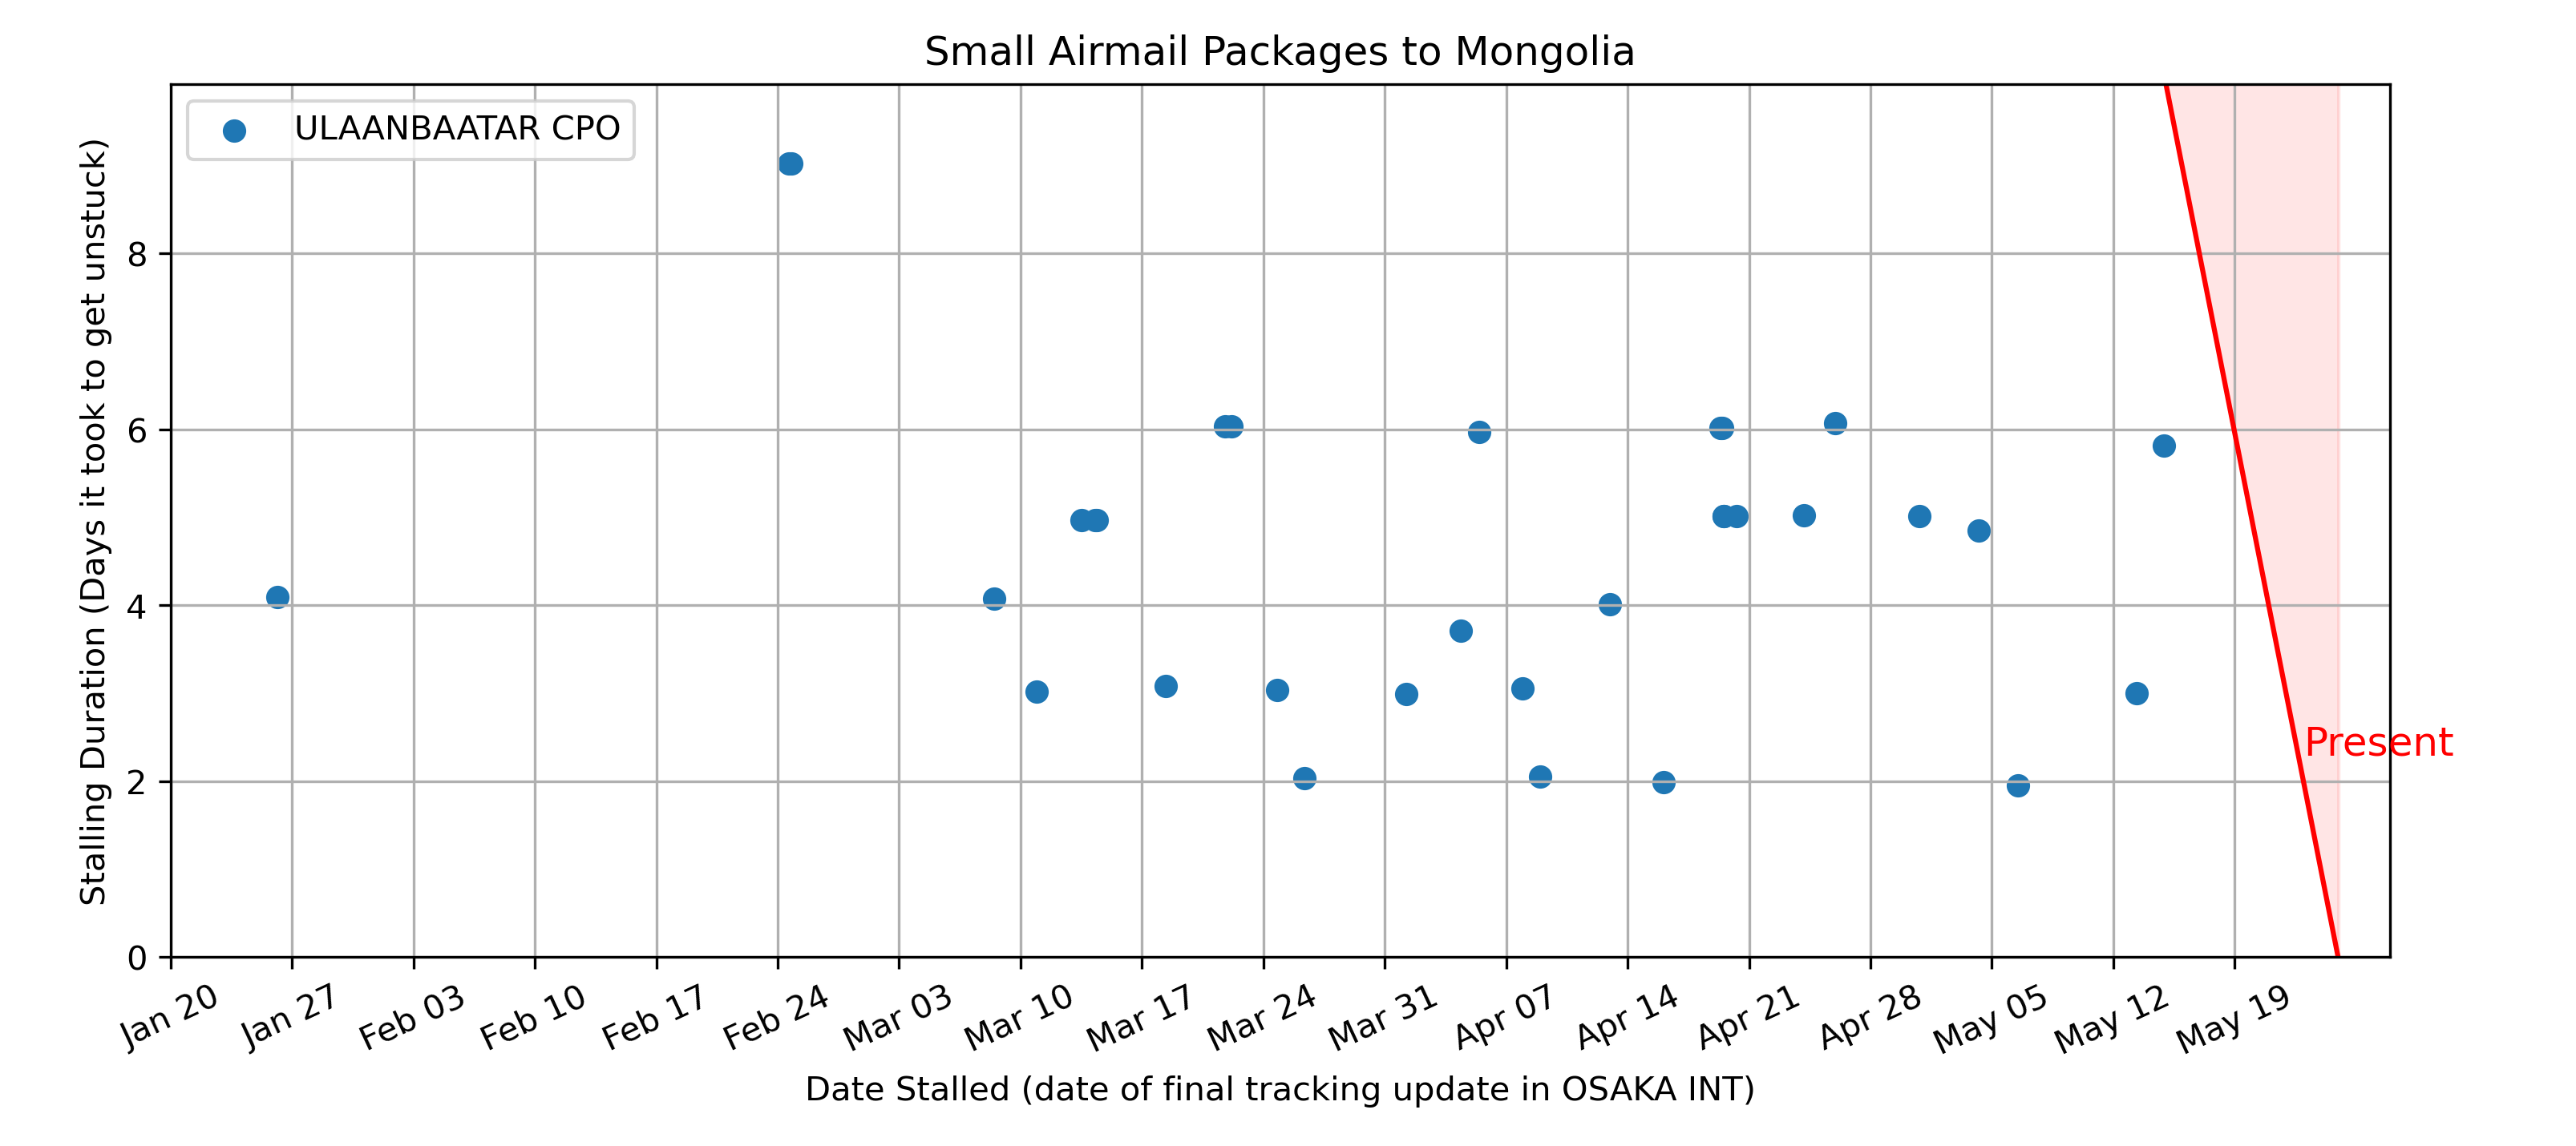 Small Airmail Packages to Mongolia
ULAANBAATAR CPO
Stalling Duration (Days it took to get unstuck)
8
6
4
2
0
Present
Jan 20
Jan 27
Feb 03
Feb 10
Feb 17
Feb 24
Mar 03
Mar 10
Mar 17
Mar 24
Mar 31
Apr 07
Apr 14
Apr 21
Apr 28
May 05
May 12
May 19
Date Stalled (date of final tracking update in OSAKA INT)